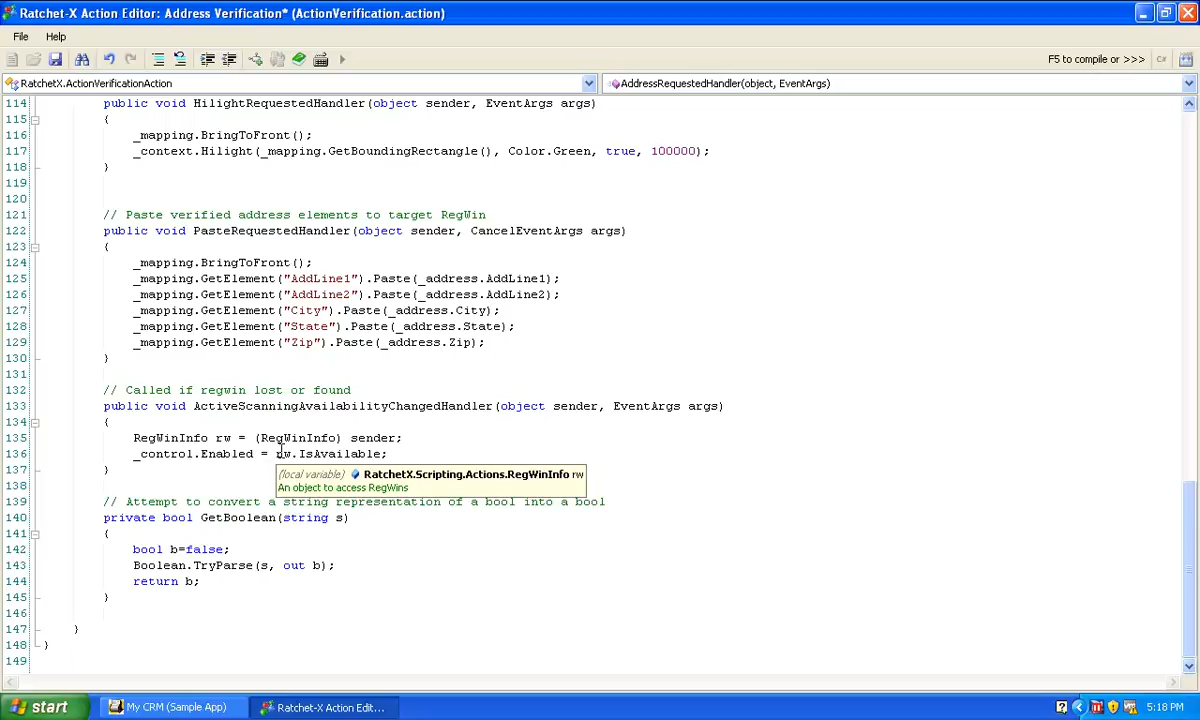 Ratchet-X Action Editor: Address Verification* (ActionVerification.action)
File Help
F5 to compile or >>> C#
RatchetX.ActionVerificationAction AddressRequestedHandler(object, EventArgs)
114 public void HilightRequestedHandler(object sender, EventArgs args)
115 {
116 _mapping.BringToFront();
117 _context.Hilight(_mapping.GetBoundingRectangle(), Color.Green, true, 100000);
118 }
119
120
121 // Paste verified address elements to target RegWin
122 public void PasteRequestedHandler(object sender, CancelEventArgs args)
123 {
124 _mapping.BringToFront();
125 _mapping.GetElement("AddLine1").Paste(_address.AddLine1);
126 _mapping.GetElement("AddLine2").Paste(_address.AddLine2);
127 _mapping.GetElement("City").Paste(_address.City);
128 _mapping.GetElement("State").Paste(_address.State);
129 _mapping.GetElement("Zip").Paste(_address.Zip);
130 }
131
132 // Called if regwin lost or found
133 public void ActiveScanningAvailabilityChangedHandler(object sender, EventArgs args)
134 {
135 RegWinInfo rw = (RegWinInfo) sender;
136 _control.Enabled = rw.IsAvailable;
137 }
(local variable) RatchetX.Scripting.Actions.RegWinInfo rw
An object to access RegWins
138
139 // Attempt to convert a string representation of a bool into a bool
140 private bool GetBoolean(string s)
141 {
142 bool b=false;
143 Boolean.TryParse(s, out b);
144 return b;
145 }
146
147 }
148 }
149
start My CRM (Sample App) Ratchet-X Action Edit... 5:18 PM